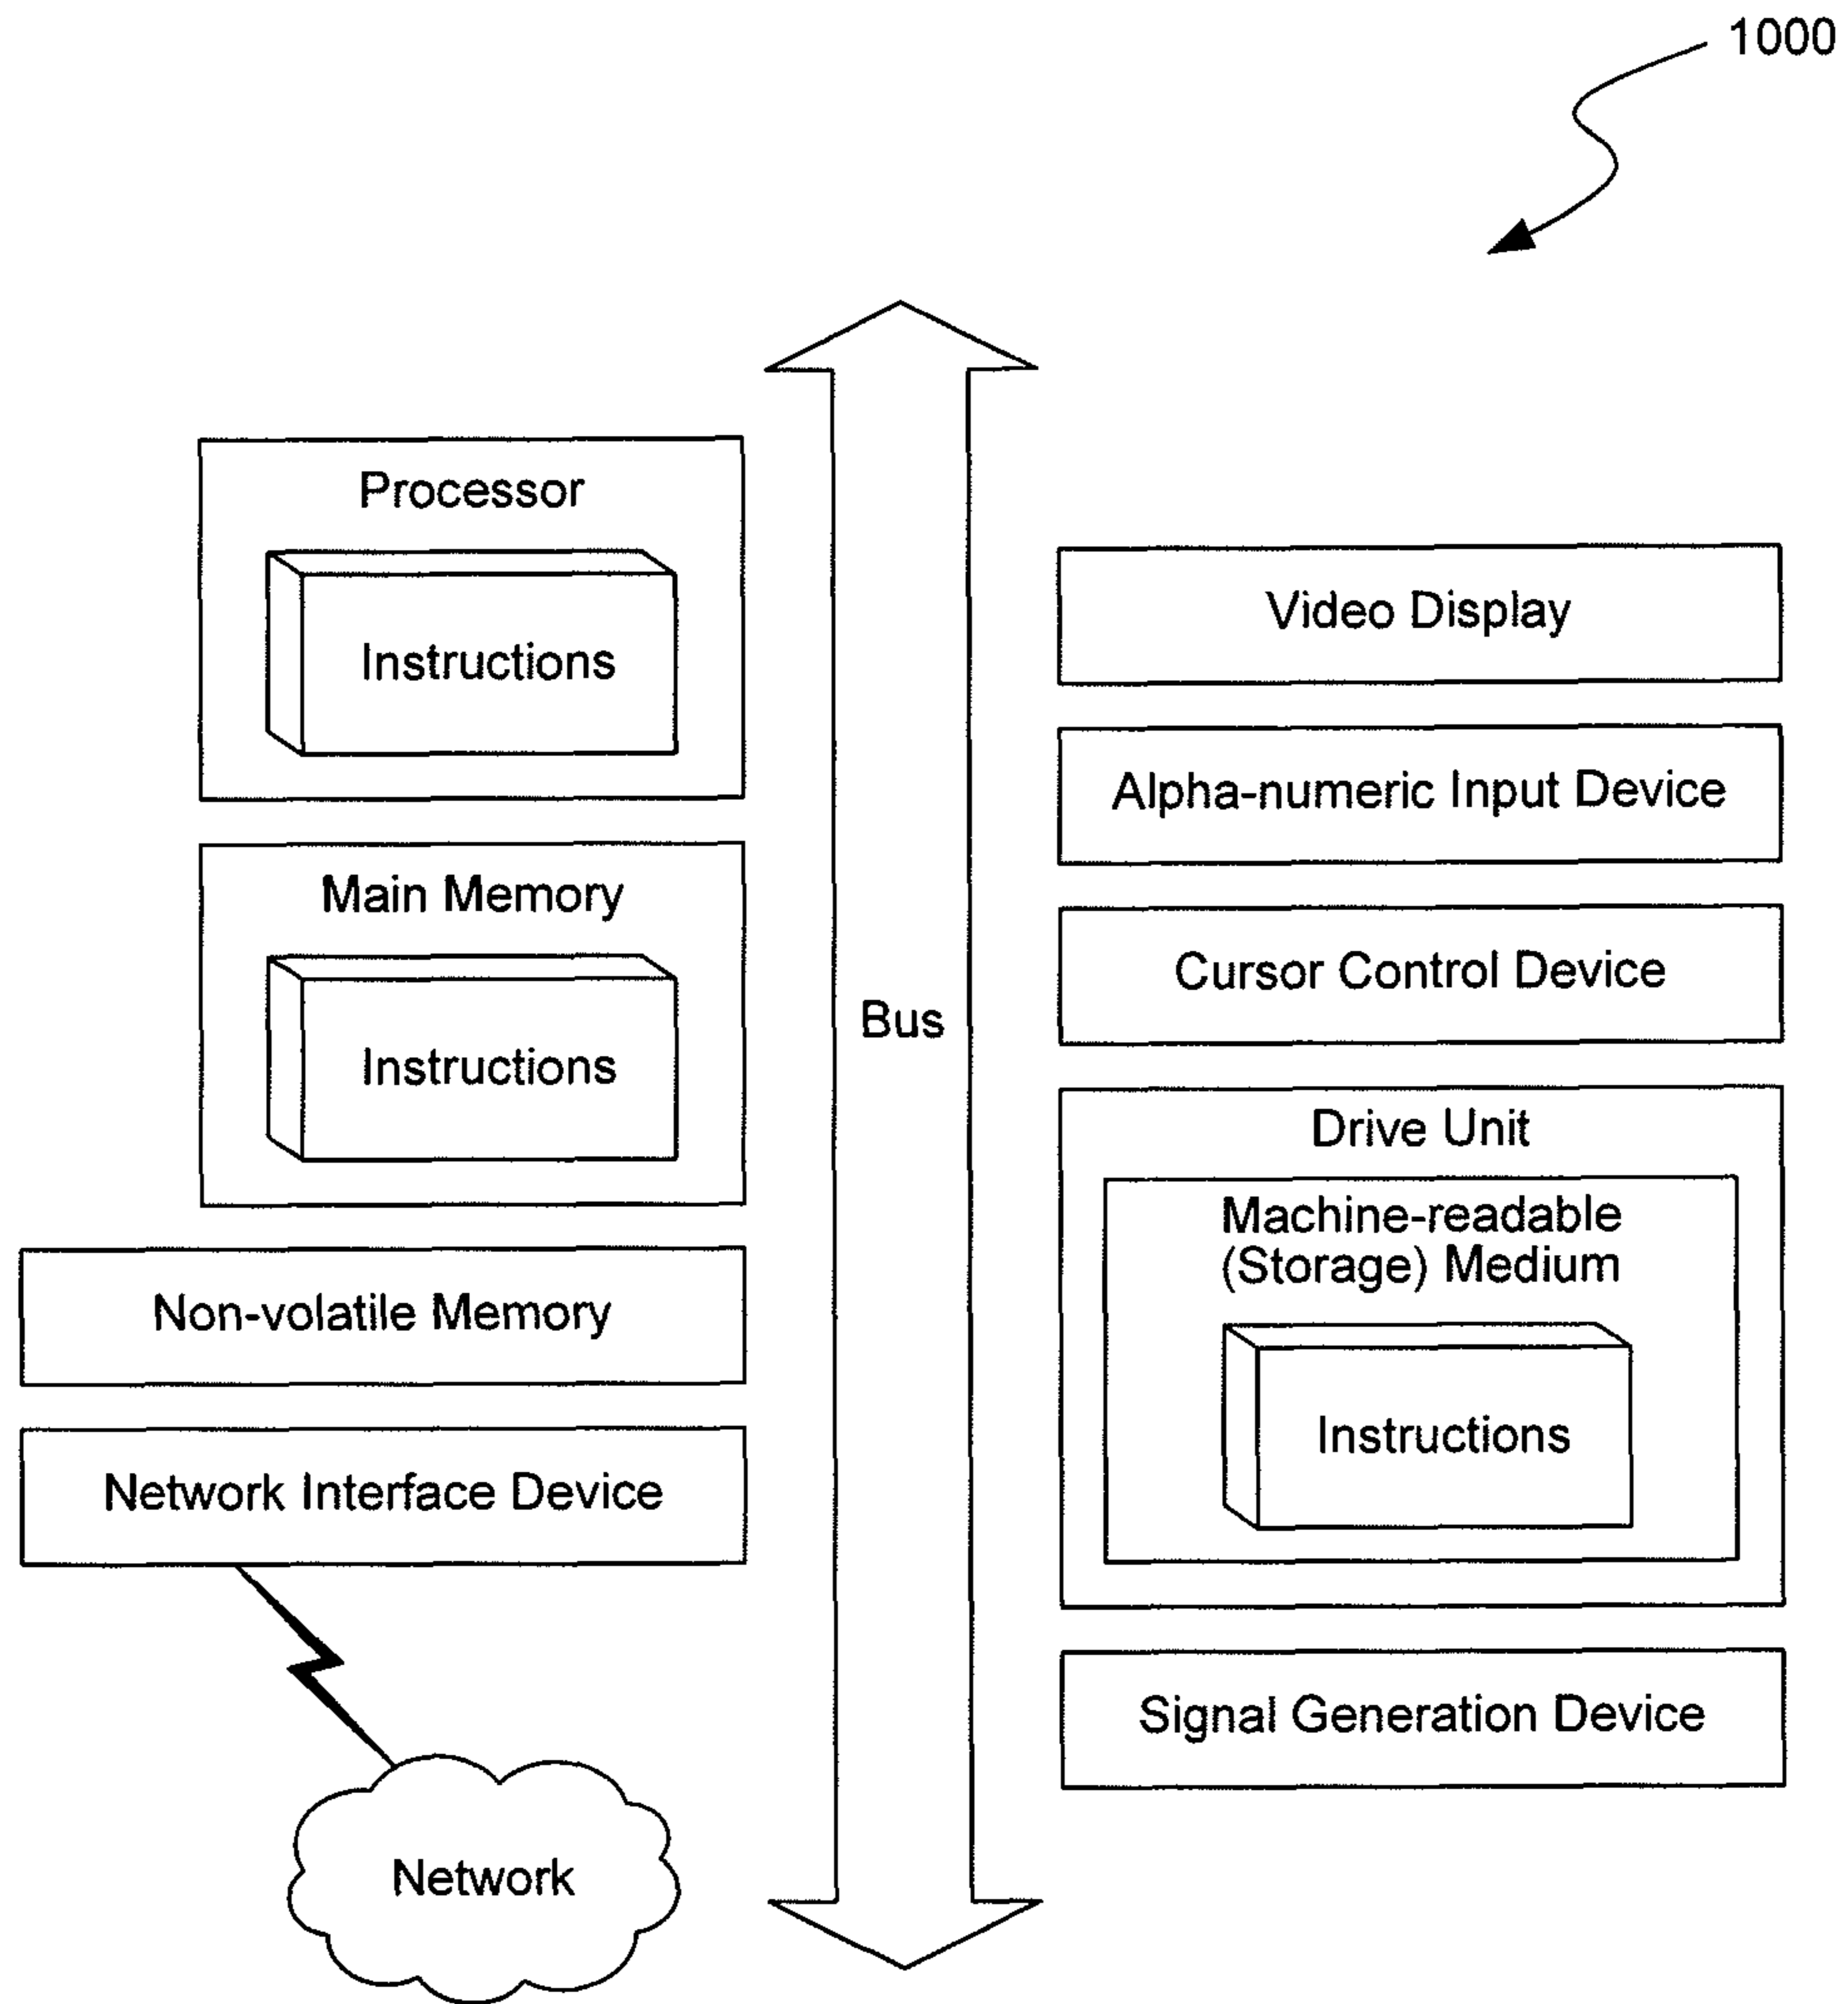 1000
Processor
Instructions
Main Memory
Instructions
Non-volatile Memory
Network Interface Device
Network
Bus
Video Display
Alpha-numeric Input Device
Cursor Control Device
Drive Unit
Machine-readable
(Storage) Medium
Instructions
Signal Generation Device